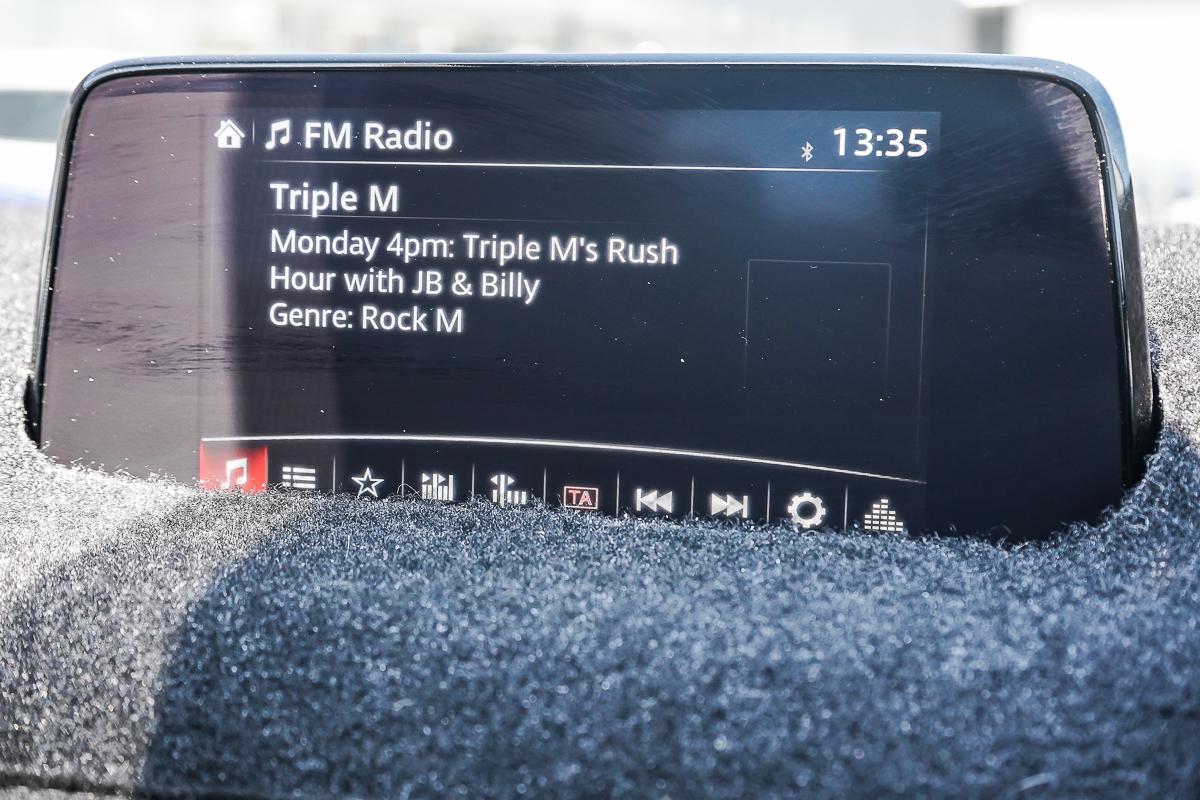 FM Radio
13:35
Triple M
Monday 4pm: Triple M's Rush
Hour with JB & Billy
Genre: Rock M
TA